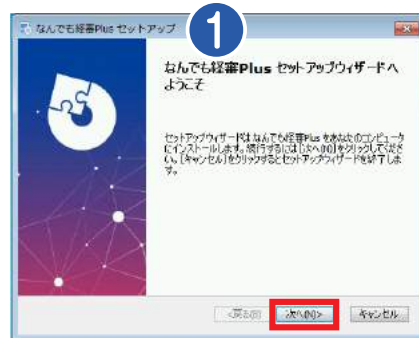 なんでも経審Plus セットアップ
1
なんでも経審Plus セットアップウィザードへ
ようこそ
セットアップウィザードは なんでも経審Plus をあなたのコンピュータ
にインストールします。続行するには [次へ(N)] をクリックしてくださ
い。[キャンセル] をクリックするとセットアップウィザードを終了しま
す。
<戻る(B) 次へ(N)> キャンセル